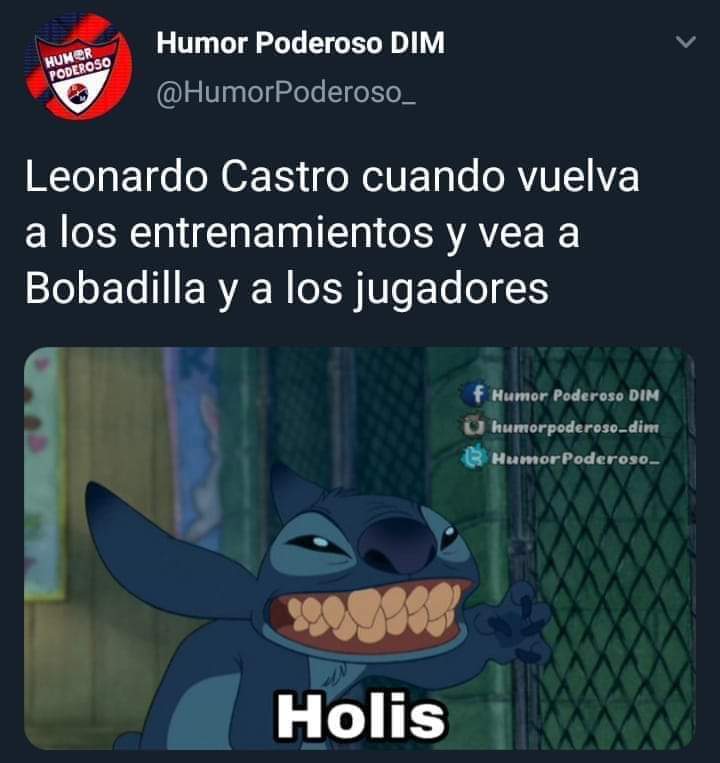 HUMOR
PODEROSO
Humor Poderoso DIM
@HumorPoderoso_
Leonardo Castro cuando vuelva
a los entrenamientos y vea a
Bobadilla y a los jugadores
Humor Poderoso DIM
humorpoderoso_dim
HumorPoderoso_
Holis